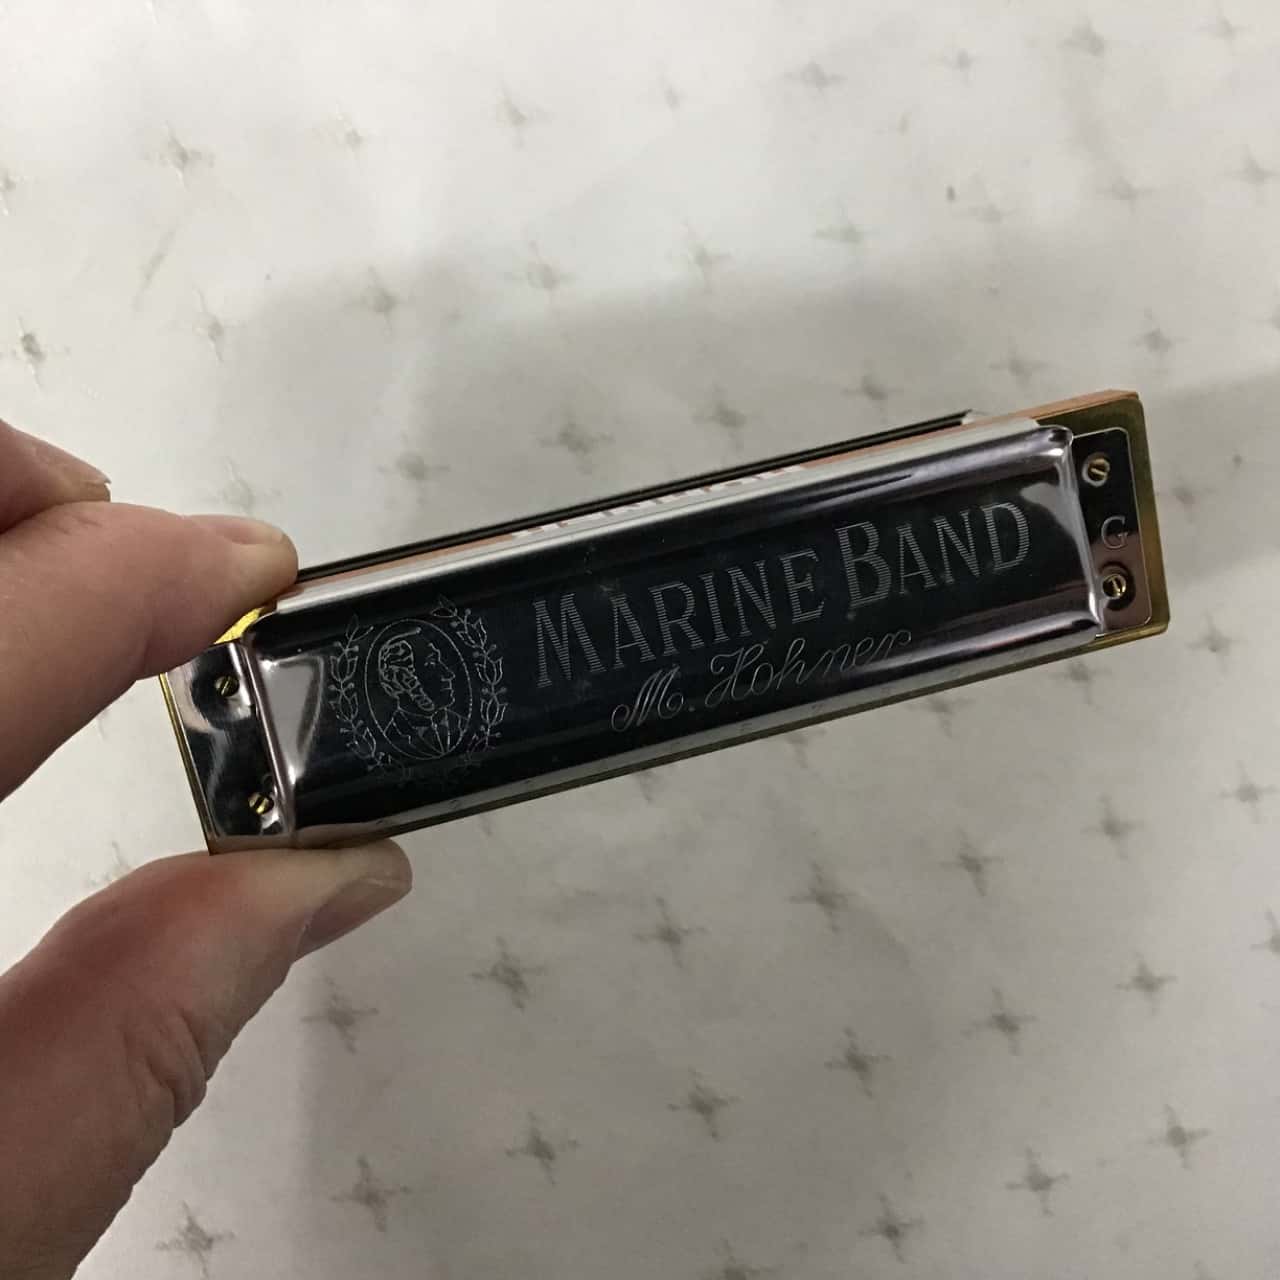 MARINE BAND
M. Hohner
G